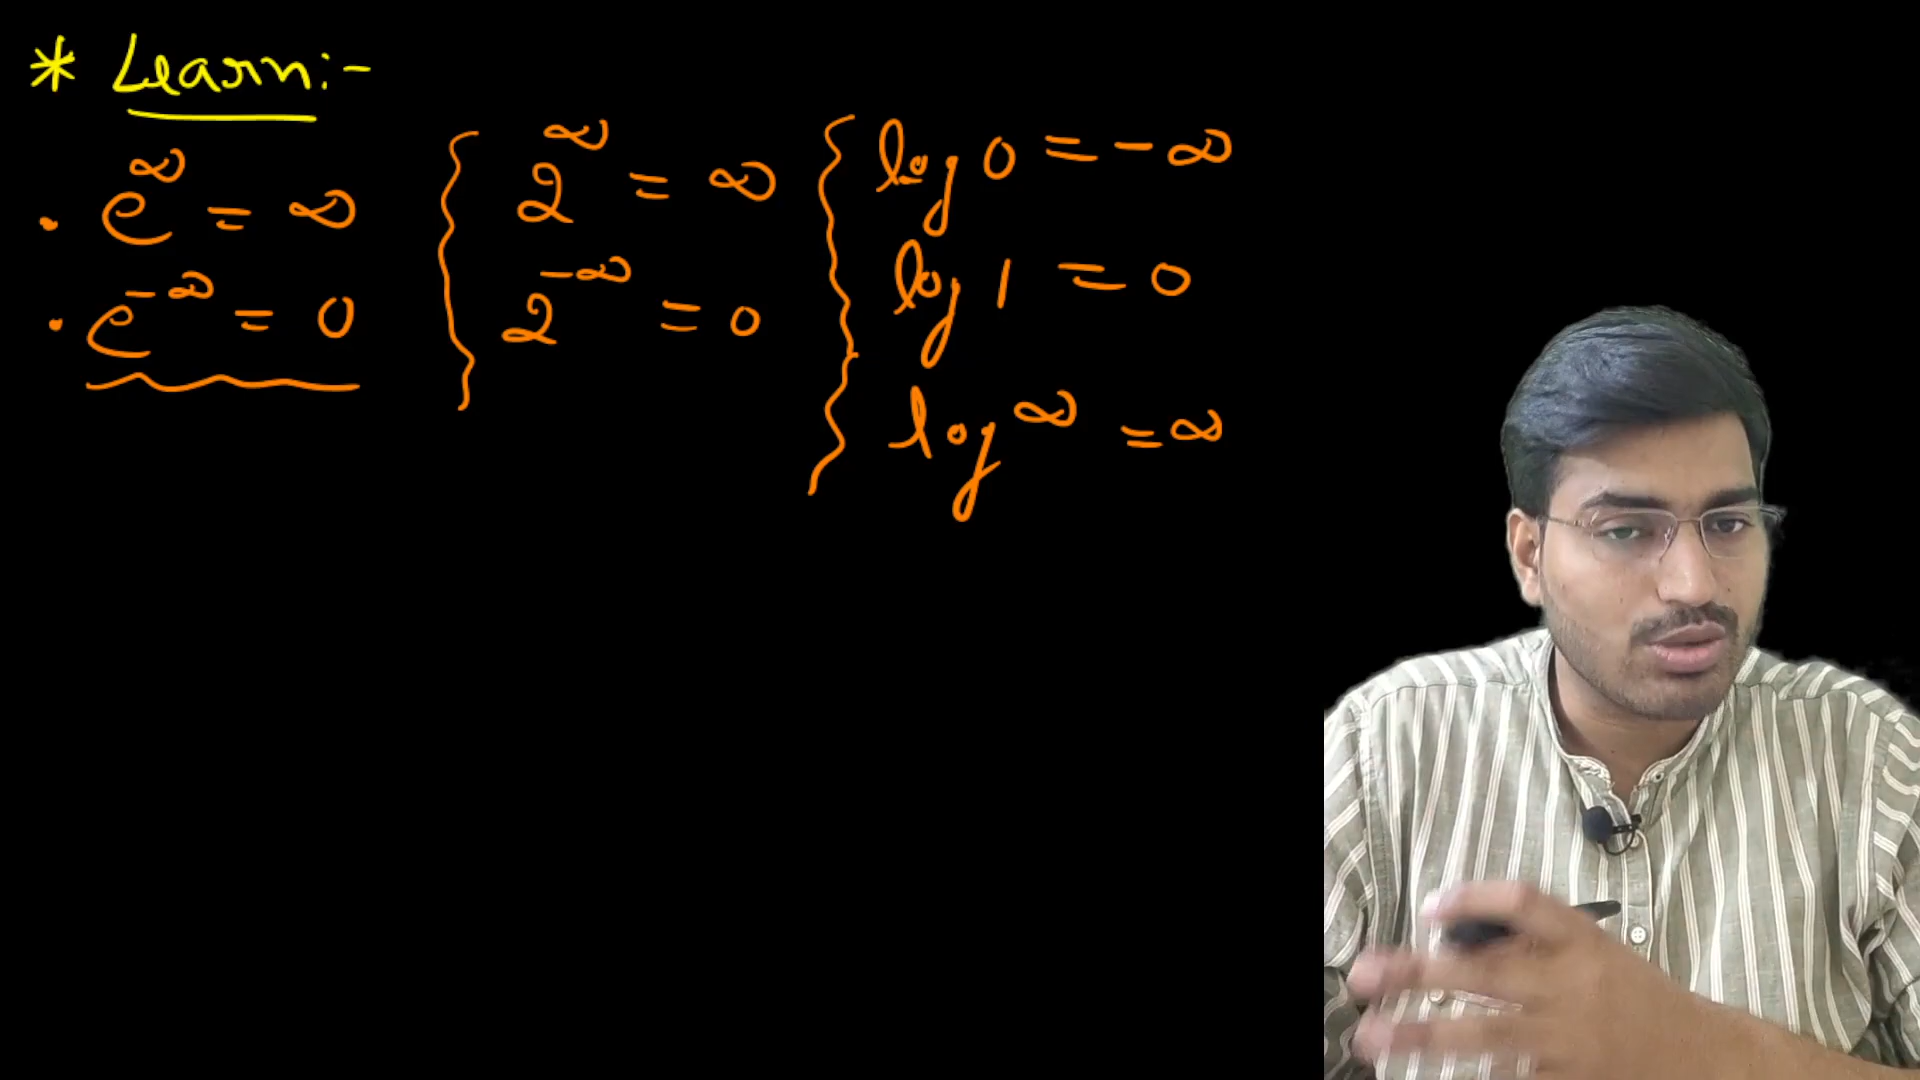 * Learn:-
· e^∞ = ∞
· e^-∞ = 0
2^∞ = ∞
2^-∞ = 0
log 0 = -∞
log 1 = 0
log ∞ = ∞